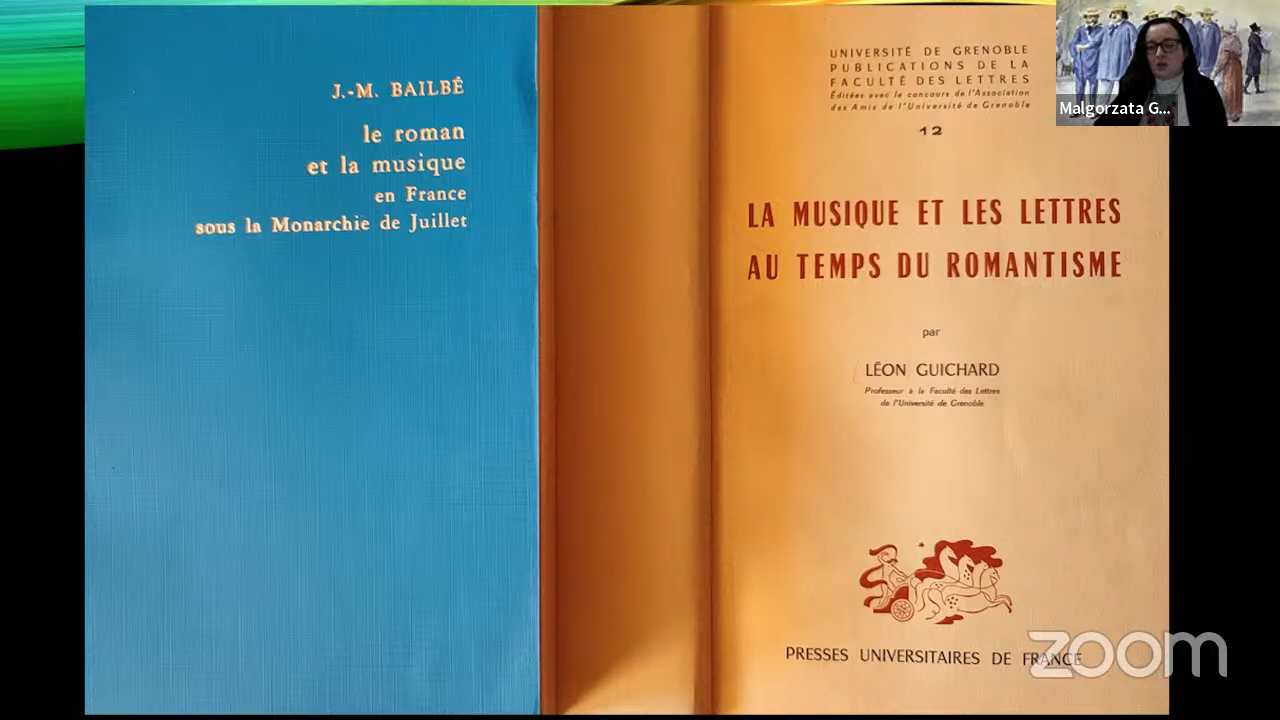 J.-M. BAILBÉ
le roman
et la musique
en France
sous la Monarchie de Juillet
UNIVERSITÉ DE GRENOBLE
PUBLICATIONS DE LA
FACULTÉ DES LETTRES
Éditées avec le concours de l'Association
des Amis de l'Université de Grenoble
12
LA MUSIQUE ET LES LETTRES
AU TEMPS DU ROMANTISME
par
LÉON GUICHARD
Professeur à la Faculté des Lettres
de l'Université de Grenoble
PRESSES UNIVERSITAIRES DE FRANCE
Malgorzata G...
zoom